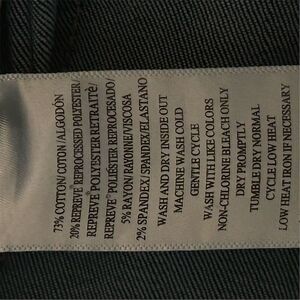 73% COTTON/COTON/ALGODÓN
20% REPREVE® REPROCESSED POLYESTER/
REPREVE POLYESTER RETRAITÉ/
REPREVE® POLIÉSTER REPROCESADO/
5% RAYON/RAYONNE/VISCOSA
2% SPANDEX/SPANDEX/ELASTANO
WASH AND DRY INSIDE OUT
MACHINE WASH COLD
GENTLE CYCLE
WASH WITH LIKE COLORS
NON-CHLORINE BLEACH ONLY
DRY PROMPTLY
TUMBLE DRY NORMAL
CYCLE LOW HEAT
LOW HEAT IRON IF NECESSARY